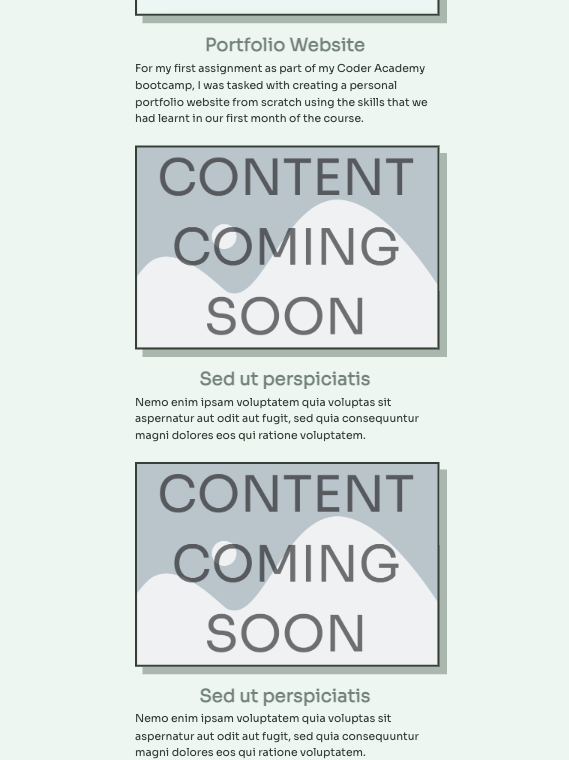 Portfolio Website
For my first assignment as part of my Coder Academy
bootcamp, I was tasked with creating a personal
portfolio website from scratch using the skills that we
had learnt in our first month of the course.
CONTENT
COMING
SOON
Sed ut perspiciatis
Nemo enim ipsam voluptatem quia voluptas sit
aspernatur aut odit aut fugit, sed quia consequuntur
magni dolores eos qui ratione voluptatem.
CONTENT
COMING
SOON
Sed ut perspiciatis
Nemo enim ipsam voluptatem quia voluptas sit
aspernatur aut odit aut fugit, sed quia consequuntur
magni dolores eos qui ratione voluptatem.